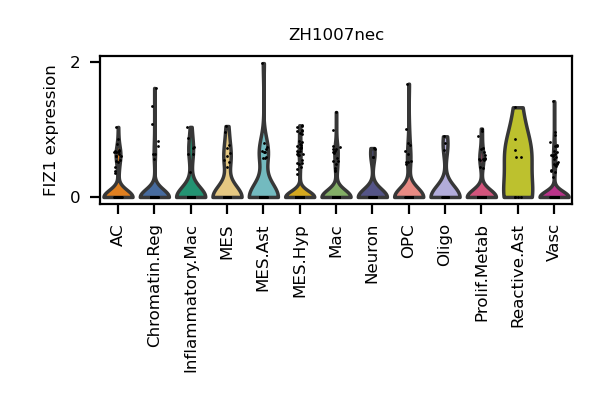 ZH1007nec
FIZ1 expression
2
0
AC
Chromatin.Reg
Inflammatory.Mac
MES
MES.Ast
MES.Hyp
Mac
Neuron
OPC
Oligo
Prolif.Metab
Reactive.Ast
Vasc